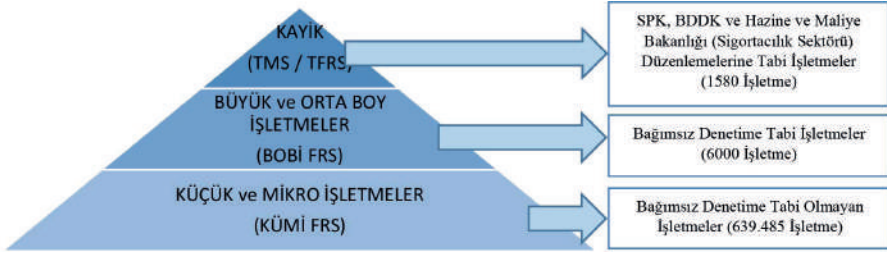 KAYİK
(TMS / TFRS)
SPK, BDDK ve Hazine ve Maliye
Bakanlığı (Sigortacılık Sektörü)
Düzenlemelerine Tabi İşletmeler
(1580 İşletme)
BÜYÜK ve ORTA BOY
İŞLETMELER
(BOBİ FRS)
Bağımsız Denetime Tabi İşletmeler
(6000 İşletme)
KÜÇÜK ve MİKRO İŞLETMELER
(KÜMİ FRS)
Bağımsız Denetime Tabi Olmayan
İşletmeler (639.485 İşletme)